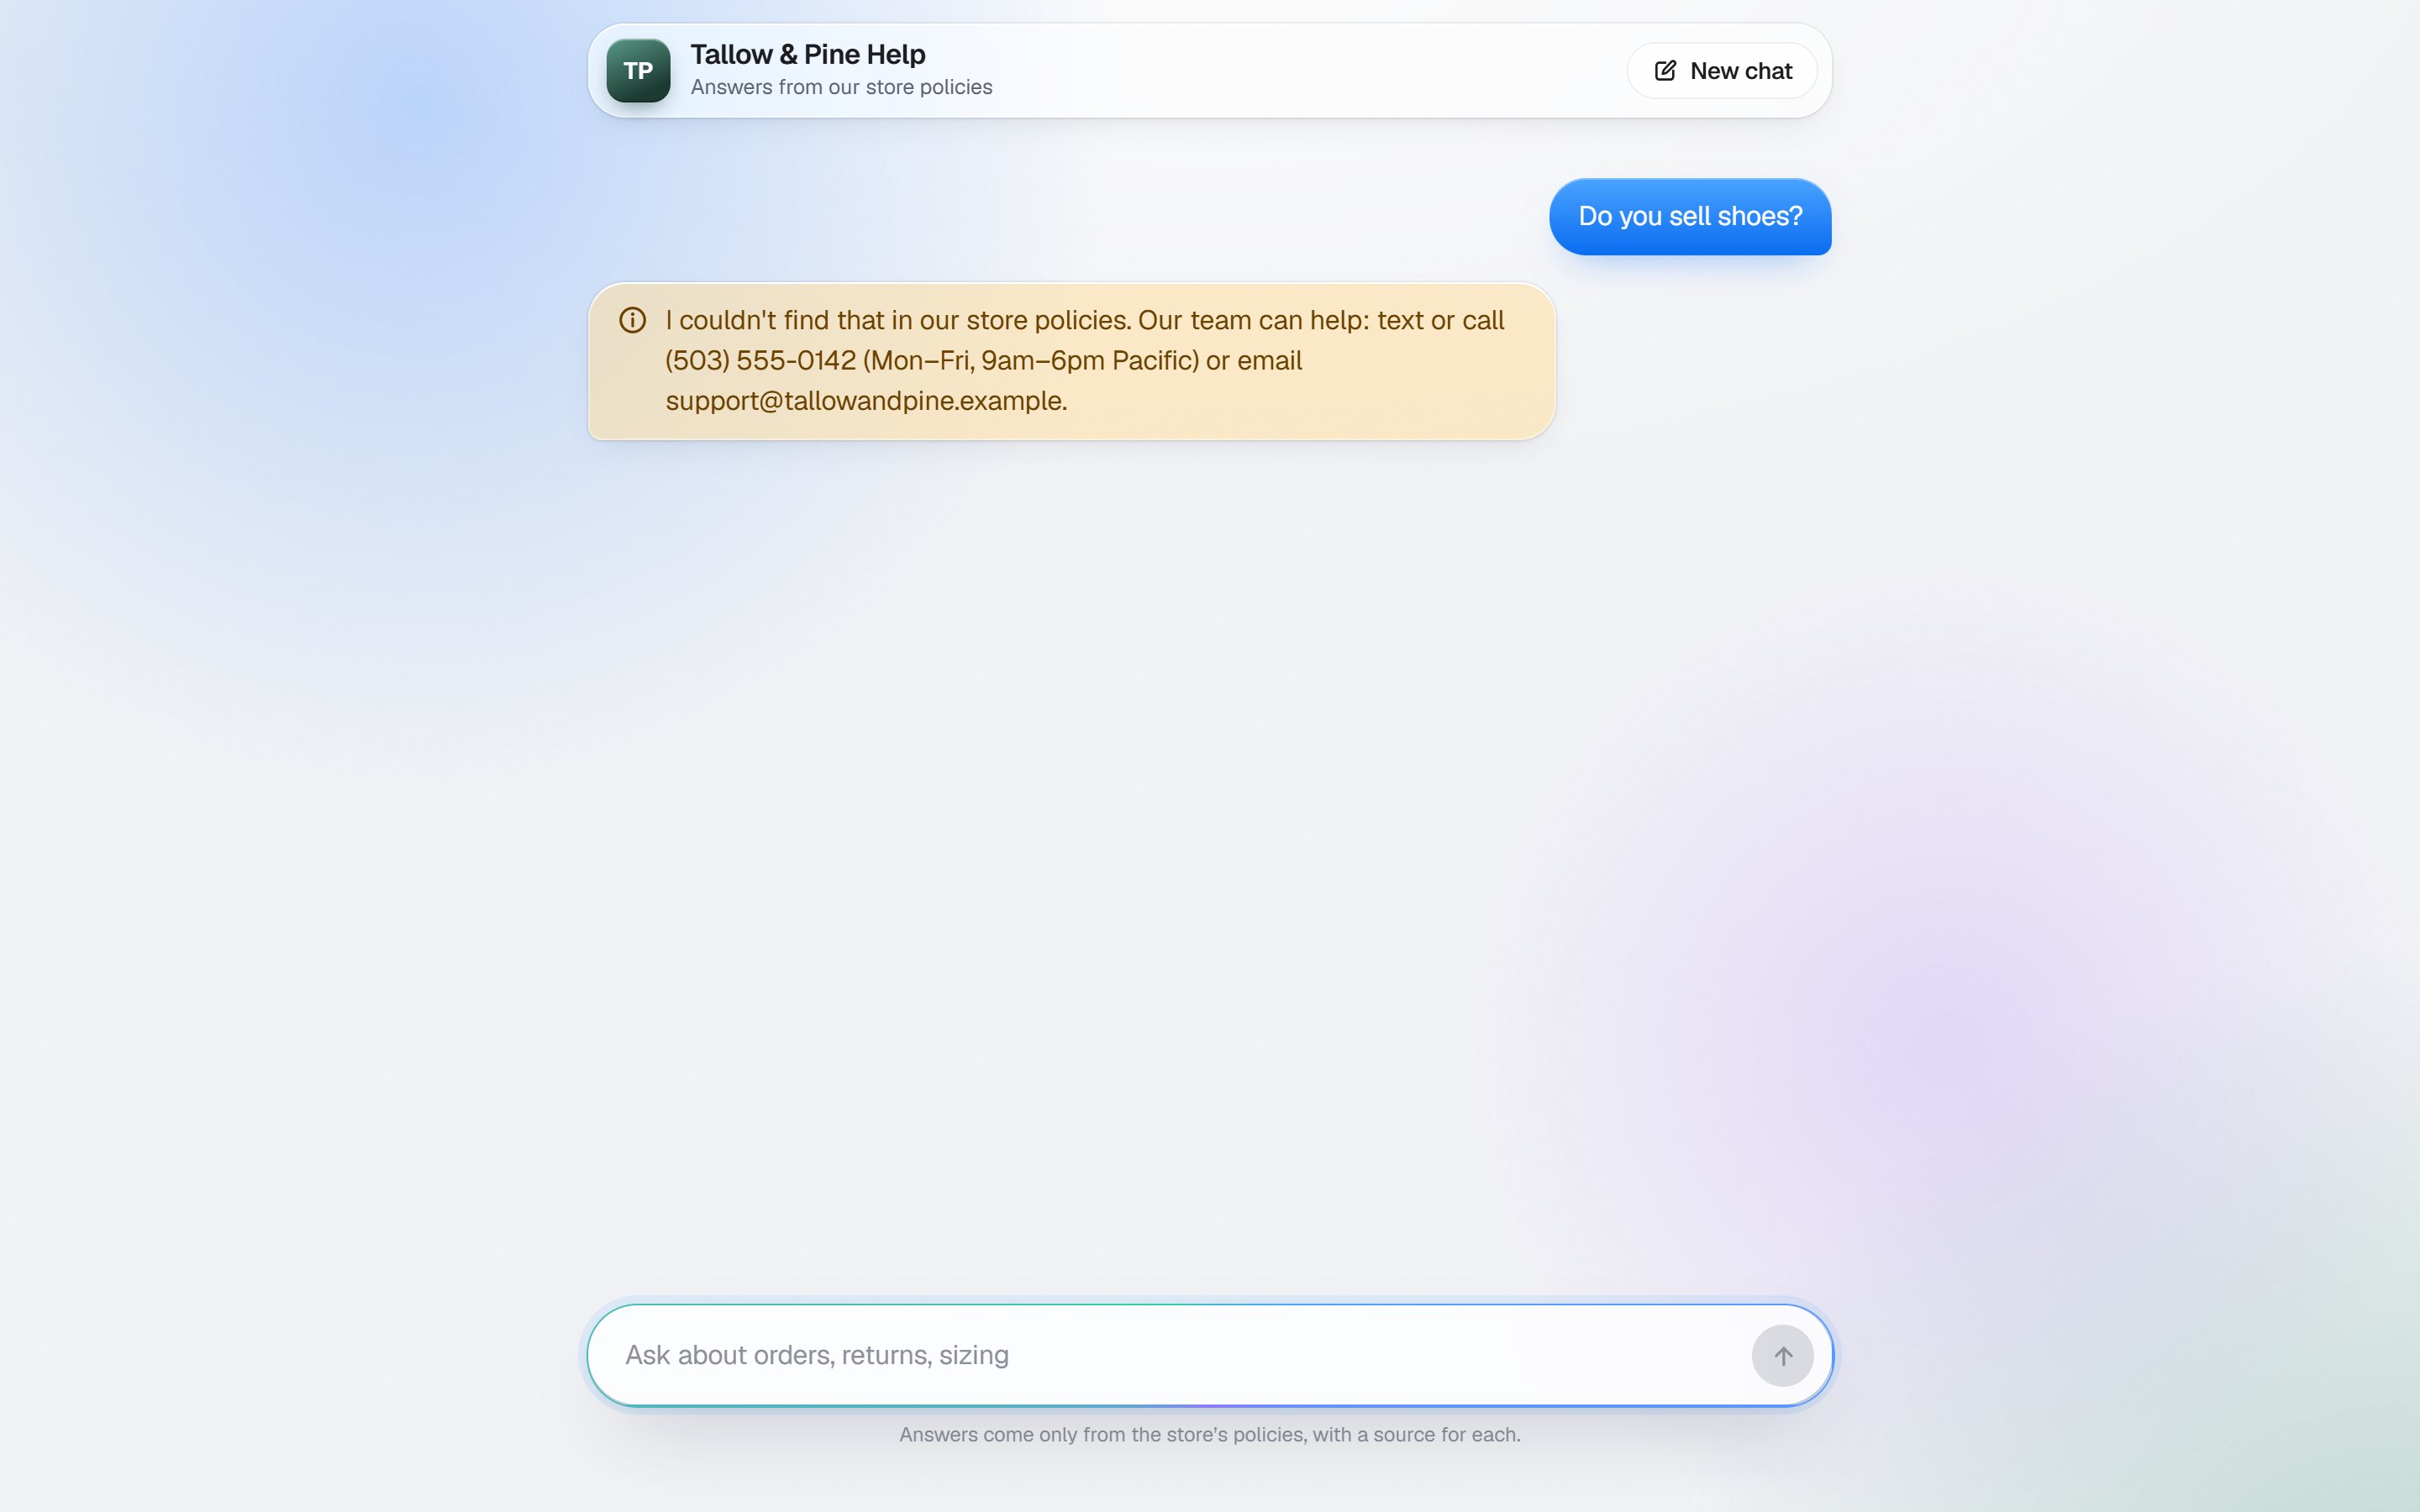 TP
Tallow & Pine Help
Answers from our store policies
New chat
Do you sell shoes?
I couldn't find that in our store policies. Our team can help: text or call
(503) 555-0142 (Mon–Fri, 9am–6pm Pacific) or email
support@tallowandpine.example.
Ask about orders, returns, sizing
Answers come only from the store’s policies, with a source for each.